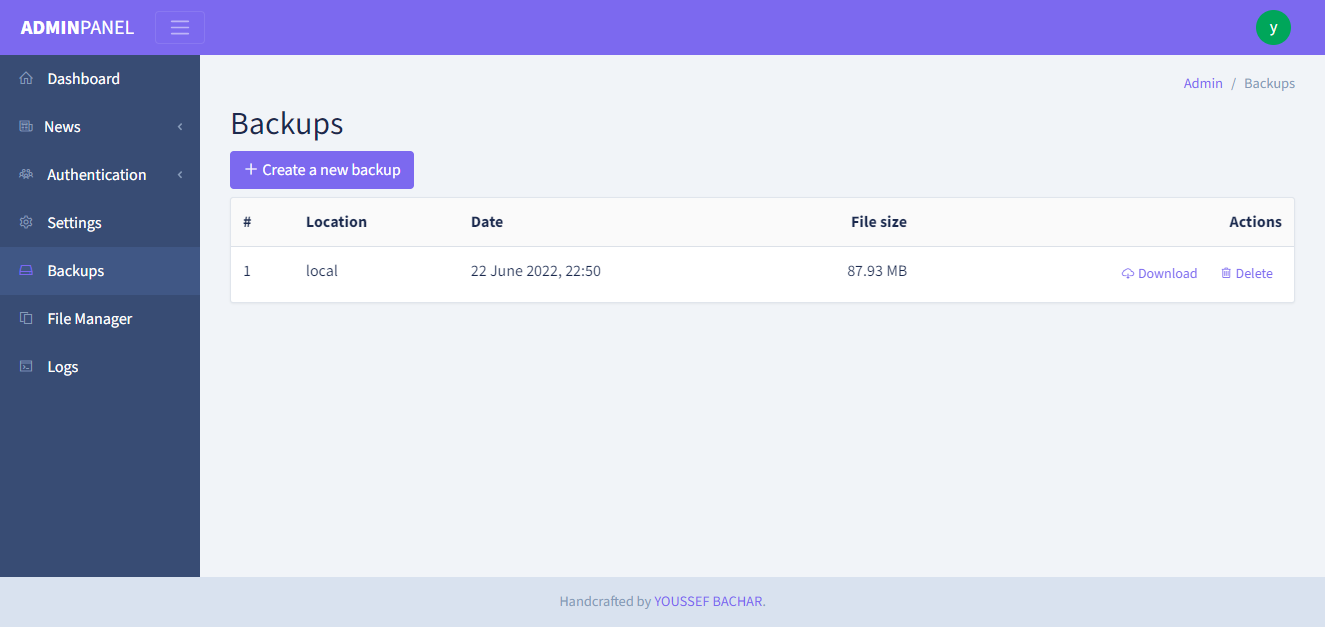 ADMINPANEL
y
Dashboard
News
Authentication
Settings
Backups
File Manager
Logs
Admin / Backups
Backups
+ Create a new backup
# Location Date File size Actions
1 local 22 June 2022, 22:50 87.93 MB Download Delete
Handcrafted by YOUSSEF BACHAR.